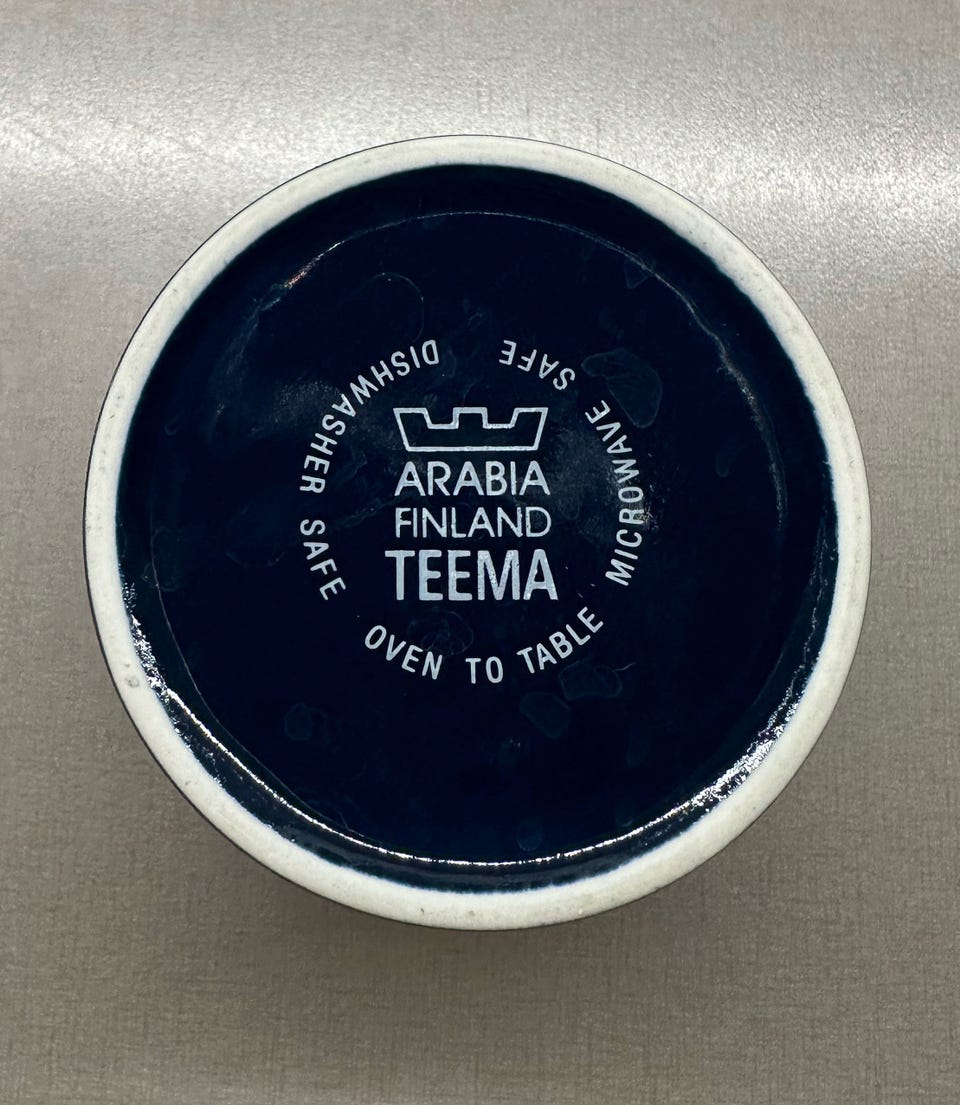 ARABIA
FINLAND
TEEMA
DISHWASHER SAFE
OVEN TO TABLE
MICROWAVE SAFE